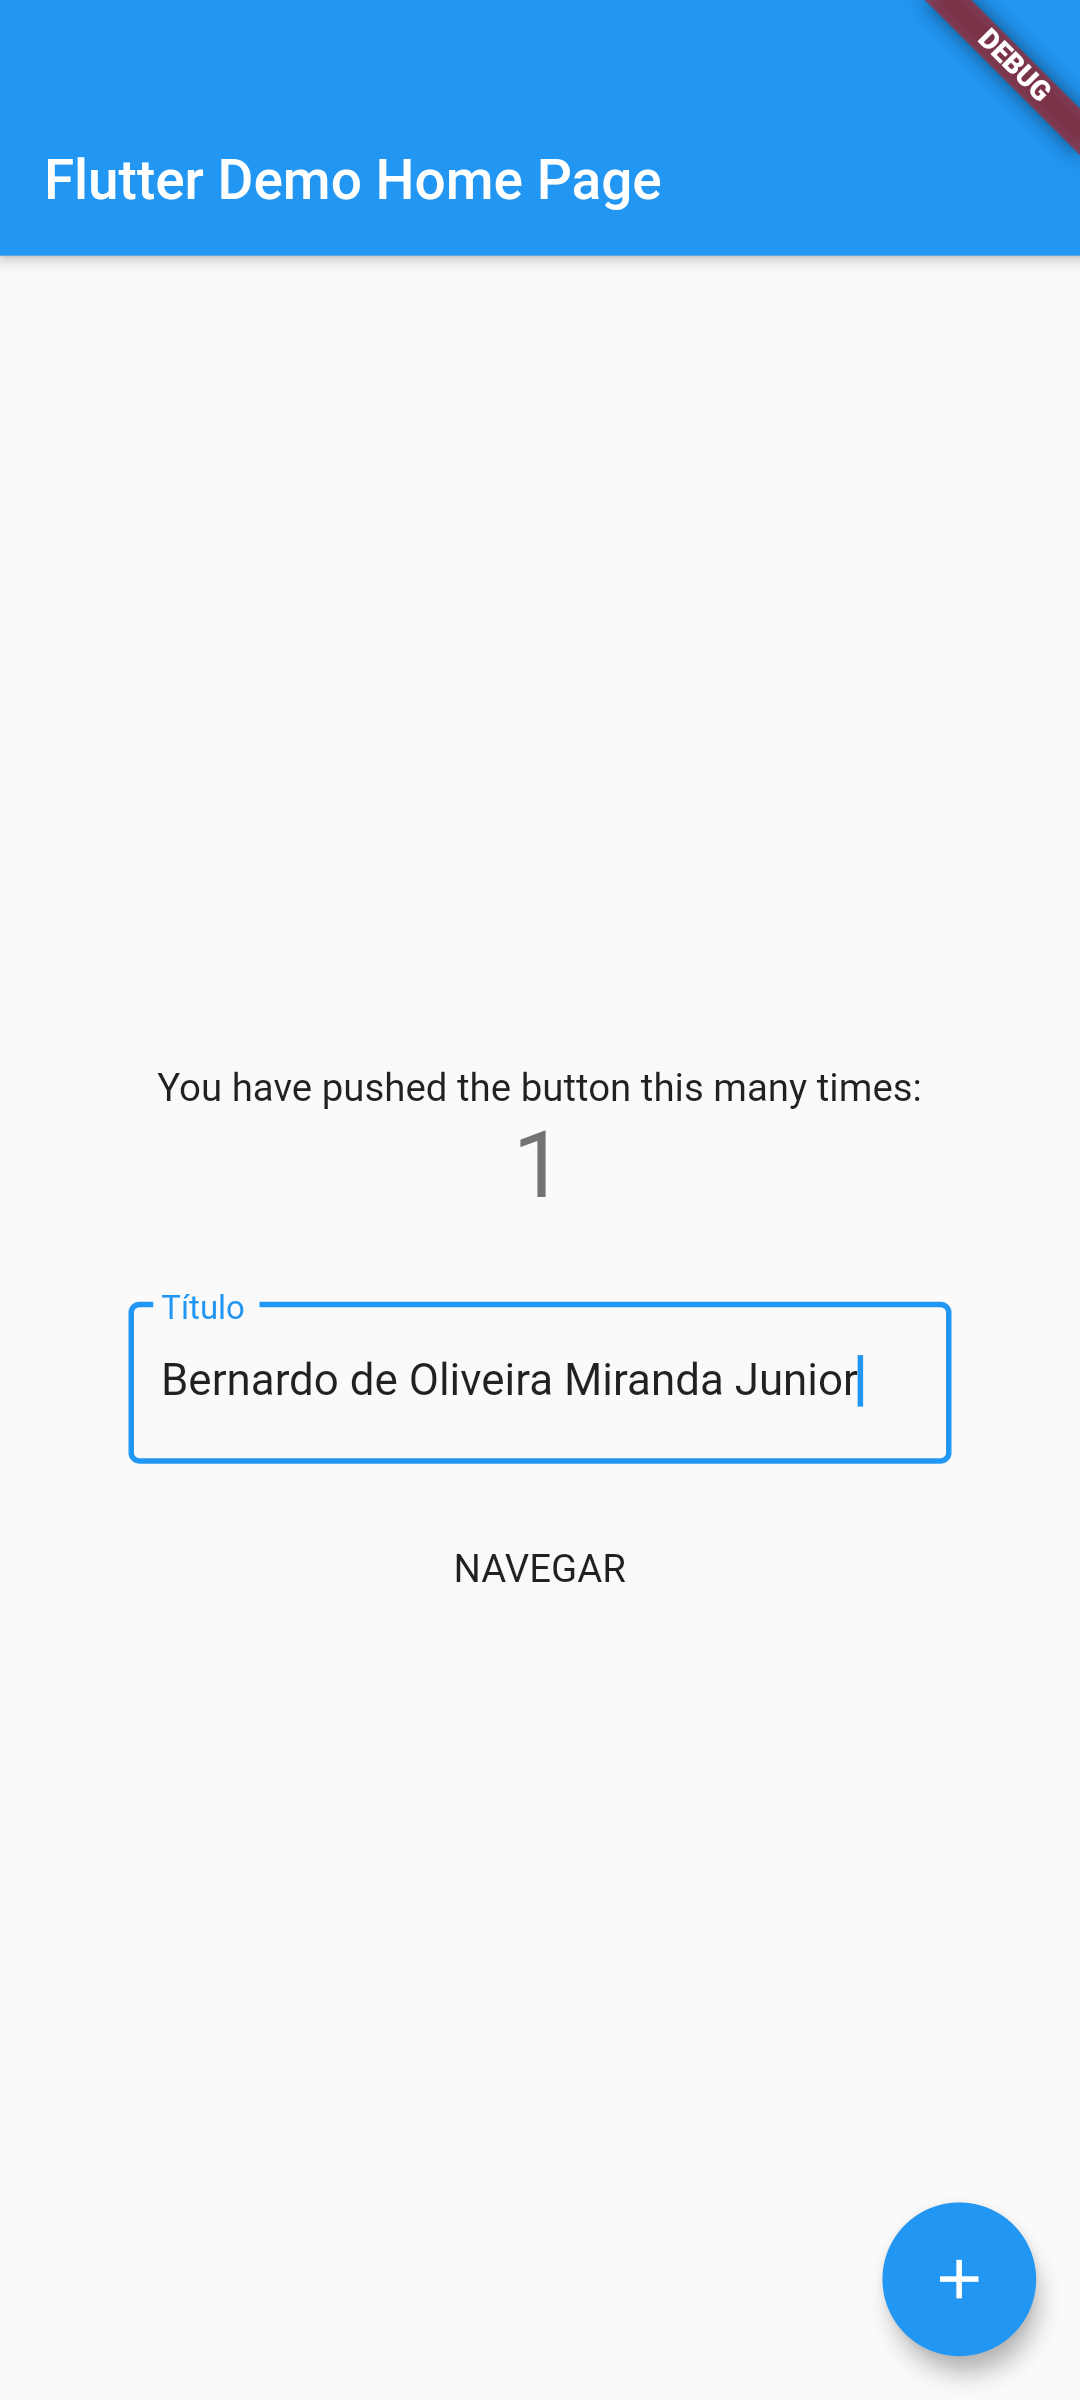 DEBUG
Flutter Demo Home Page
You have pushed the button this many times:
1
Título
Bernardo de Oliveira Miranda Junior
NAVEGAR
+